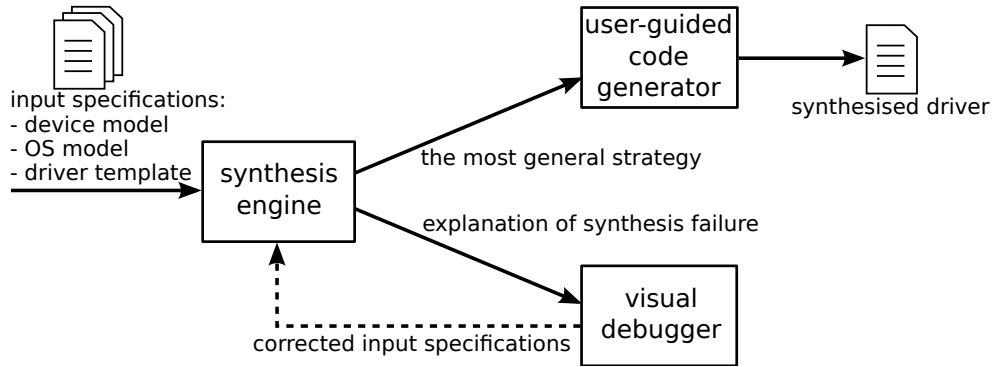 input specifications:
- device model
- OS model
- driver template
synthesis
engine
the most general strategy
user-guided
code
generator
synthesised driver
explanation of synthesis failure
visual
debugger
corrected input specifications